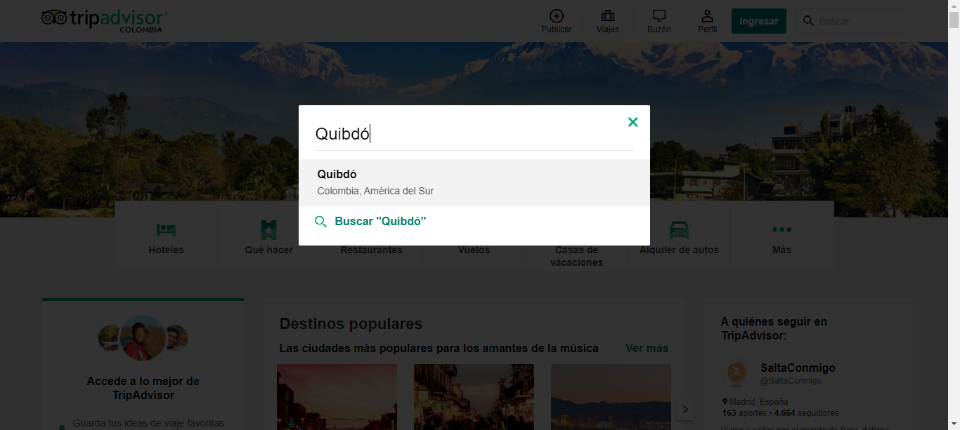 tripadvisor
COLOMBIA
Publicar
Viajes
Buzón
Perfil
Ingresar
Buscar
Quibdó
Quibdó
Colombia, América del Sur
Buscar "Quibdó"
Hoteles
Qué hacer
Restaurantes
Vuelos
Casas de
vacaciones
Alquiler de autos
Más
Accede a lo mejor de
TripAdvisor
Guarda tus ideas de viaje favoritas
Destinos populares
Las ciudades más populares para los amantes de la música
Ver más
A quiénes seguir en
TripAdvisor:
SaltaConmigo
@SaltaConmigo
Madrid, España
163 aportes • 4.664 seguidores